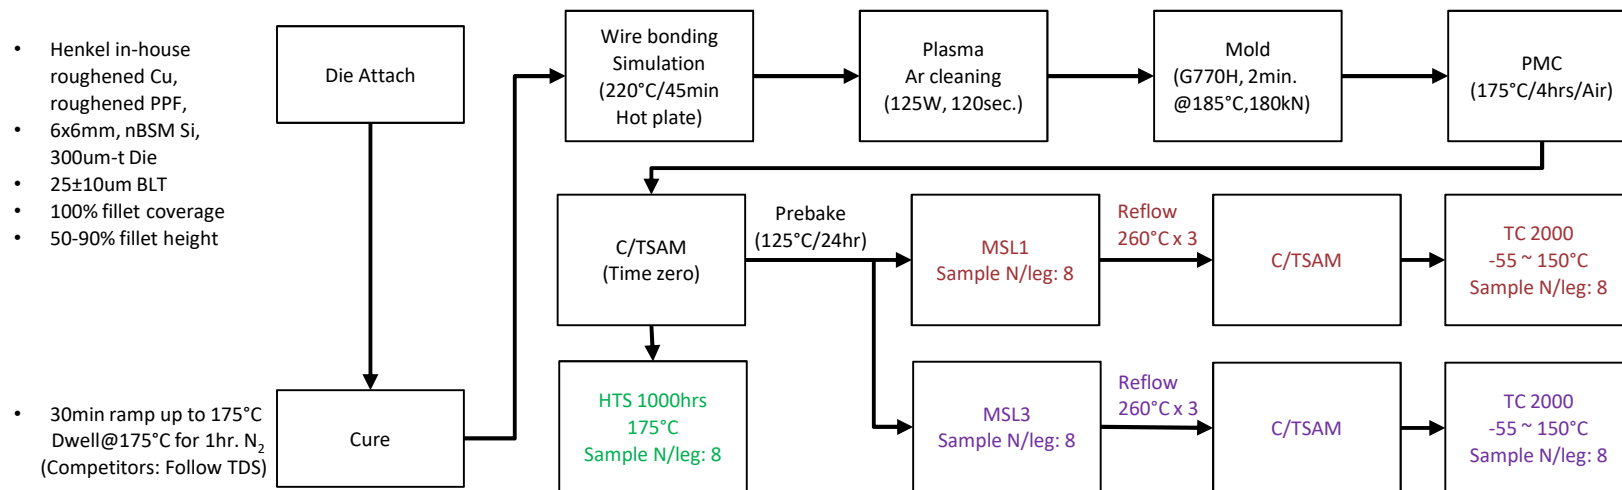 • Henkel in-house
roughened Cu,
roughened PPF,
• 6x6mm, nBSM Si,
300um-t Die
• 25±10um BLT
• 100% fillet coverage
• 50-90% fillet height
Die Attach
• 30min ramp up to 175°C
Dwell@175°C for 1hr. N2
(Competitors: Follow TDS)
Cure
Wire bonding
Simulation
(220°C/45min
Hot plate)
Plasma
Ar cleaning
(125W, 120sec.)
Mold
(G770H, 2min.
@185°C,180kN)
PMC
(175°C/4hrs/Air)
C/TSAM
(Time zero)
Prebake
(125°C/24hr)
MSL1
Sample N/leg: 8
Reflow
260°C x 3
C/TSAM
TC 2000
-55 ~ 150°C
Sample N/leg: 8
HTS 1000hrs
175°C
Sample N/leg: 8
MSL3
Sample N/leg: 8
Reflow
260°C x 3
C/TSAM
TC 2000
-55 ~ 150°C
Sample N/leg: 8